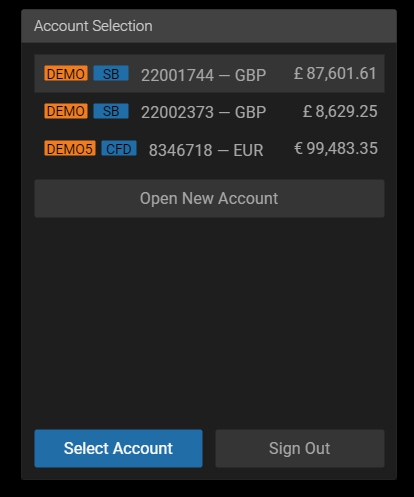 Account Selection
DEMO SB 22001744 — GBP £ 87,601.61
DEMO SB 22002373 — GBP £ 8,629.25
DEMO5 CFD 8346718 — EUR € 99,483.35
Open New Account
Select Account Sign Out